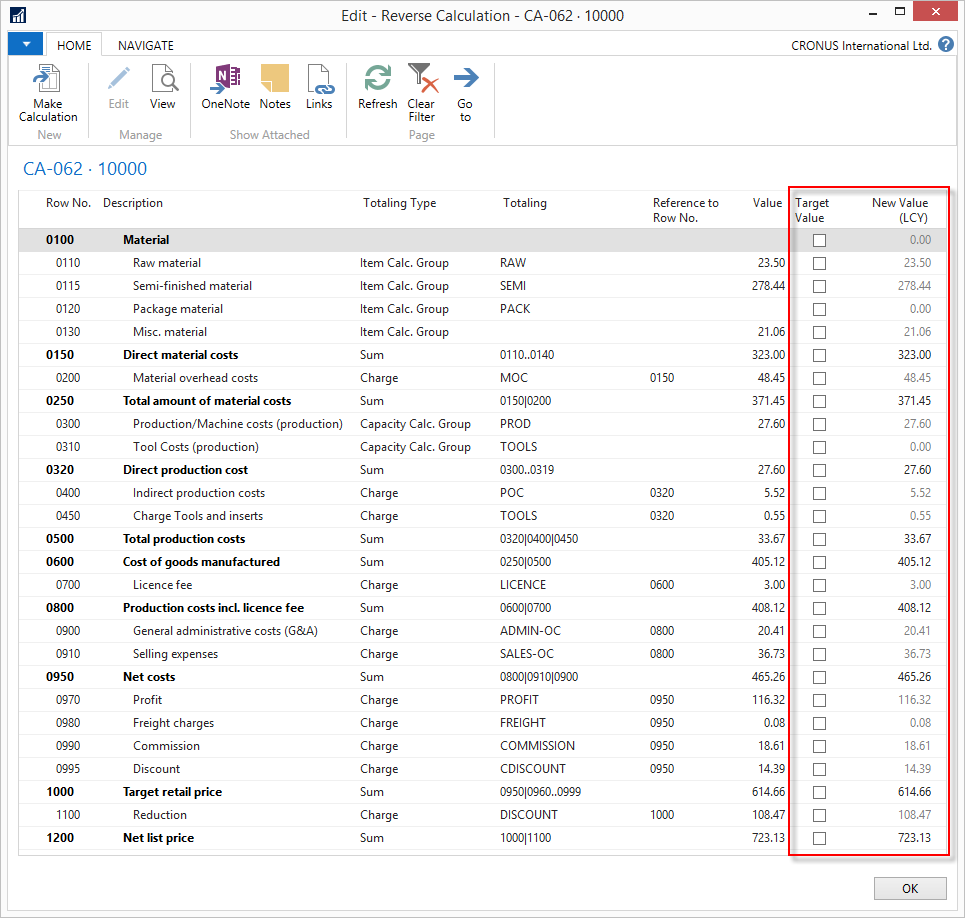 Edit - Reverse Calculation - CA-062 · 10000
HOME NAVIGATE CRONUS International Ltd. ?
Make Calculation Edit View OneNote Notes Links Refresh Clear Filter Go to
New Manage Show Attached Page
CA-062 · 10000
Row No. Description Totaling Type Totaling Reference to Row No. Value Target Value New Value (LCY)
0100 Material 0.00
0110 Raw material Item Calc. Group RAW 23.50 23.50
0115 Semi-finished material Item Calc. Group SEMI 278.44 278.44
0120 Package material Item Calc. Group PACK 0.00
0130 Misc. material Item Calc. Group 21.06 21.06
0150 Direct material costs Sum 0110..0140 323.00 323.00
0200 Material overhead costs Charge MOC 0150 48.45 48.45
0250 Total amount of material costs Sum 0150|0200 371.45 371.45
0300 Production/Machine costs (production) Capacity Calc. Group PROD 27.60 27.60
0310 Tool Costs (production) Capacity Calc. Group TOOLS 0.00
0320 Direct production cost Sum 0300..0319 27.60 27.60
0400 Indirect production costs Charge POC 0320 5.52 5.52
0450 Charge Tools and inserts Charge TOOLS 0320 0.55 0.55
0500 Total production costs Sum 0320|0400|0450 33.67 33.67
0600 Cost of goods manufactured Sum 0250|0500 405.12 405.12
0700 Licence fee Charge LICENCE 0600 3.00 3.00
0800 Production costs incl. licence fee Sum 0600|0700 408.12 408.12
0900 General administrative costs (G&A) Charge ADMIN-OC 0800 20.41 20.41
0910 Selling expenses Charge SALES-OC 0800 36.73 36.73
0950 Net costs Sum 0800|0910|0900 465.26 465.26
0970 Profit Charge PROFIT 0950 116.32 116.32
0980 Freight charges Charge FREIGHT 0950 0.08 0.08
0990 Commission Charge COMMISSION 0950 18.61 18.61
0995 Discount Charge CDISCOUNT 0950 14.39 14.39
1000 Target retail price Sum 0950|0960..0999 614.66 614.66
1100 Reduction Charge DISCOUNT 1000 108.47 108.47
1200 Net list price Sum 1000|1100 723.13 723.13
OK